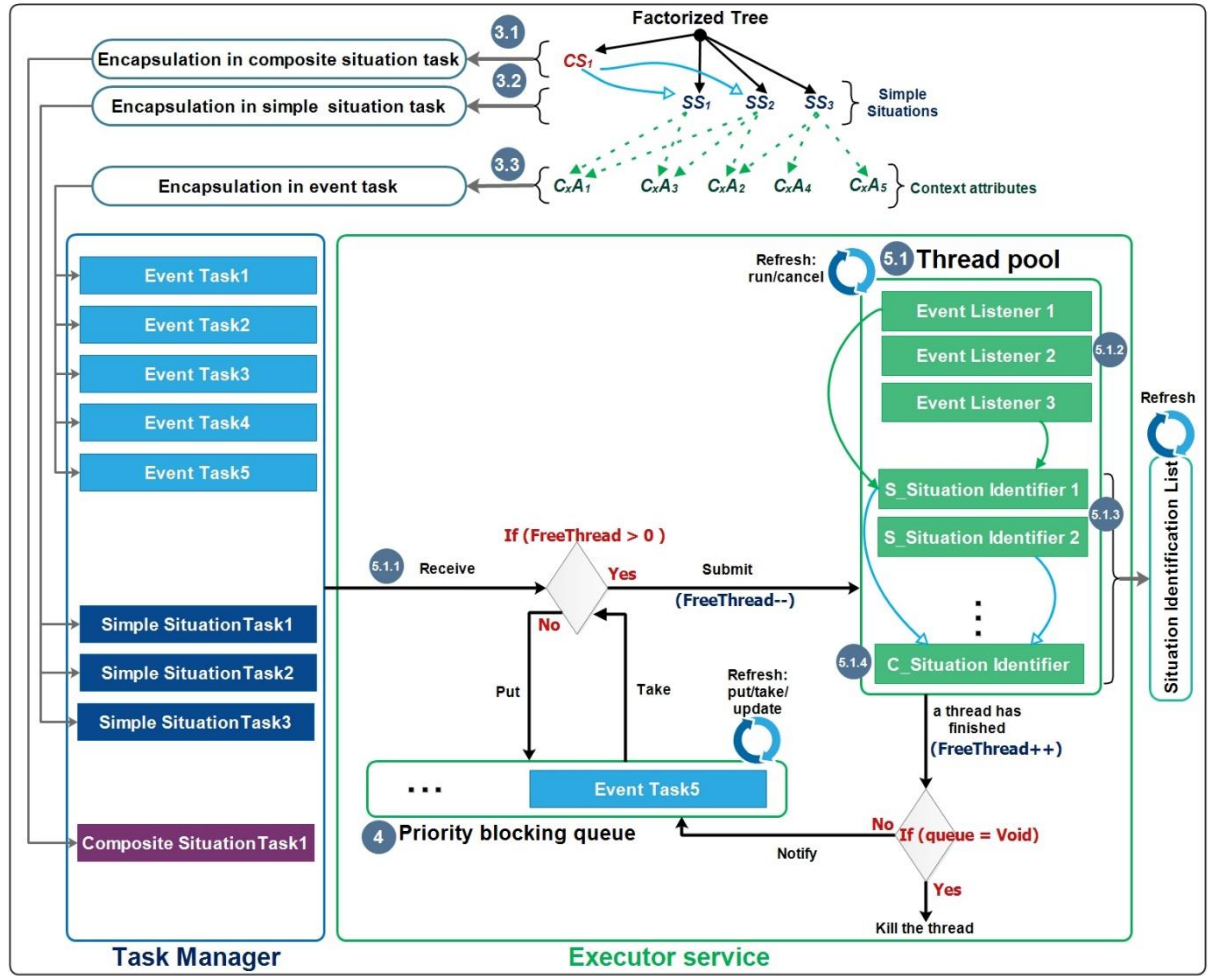 Factorized Tree
3.1
Encapsulation in composite situation task
CS1
3.2
Encapsulation in simple situation task
SS1
SS2
SS3
Simple
Situations
3.3
Encapsulation in event task
CxA1
CxA3
CxA2
CxA4
CxA5
Context attributes
Event Task1
Event Task2
Event Task3
Event Task4
Event Task5
Simple SituationTask1
Simple SituationTask2
Simple SituationTask3
Composite SituationTask1
Task Manager
Refresh:
run/cancel
5.1
Thread pool
Event Listener 1
Event Listener 2
5.1.2
Event Listener 3
S_Situation Identifier 1
5.1.3
S_Situation Identifier 2
...
5.1.4
C_Situation Identifier
Refresh
Situation Identification List
If (FreeThread > 0 )
5.1.1
Receive
Yes
Submit
(FreeThread--)
No
Put
Take
Refresh:
put/take/
update
...
Event Task5
4
Priority blocking queue
a thread has
finished
(FreeThread++)
No
If (queue = Void)
Notify
Yes
Kill the thread
Executor service